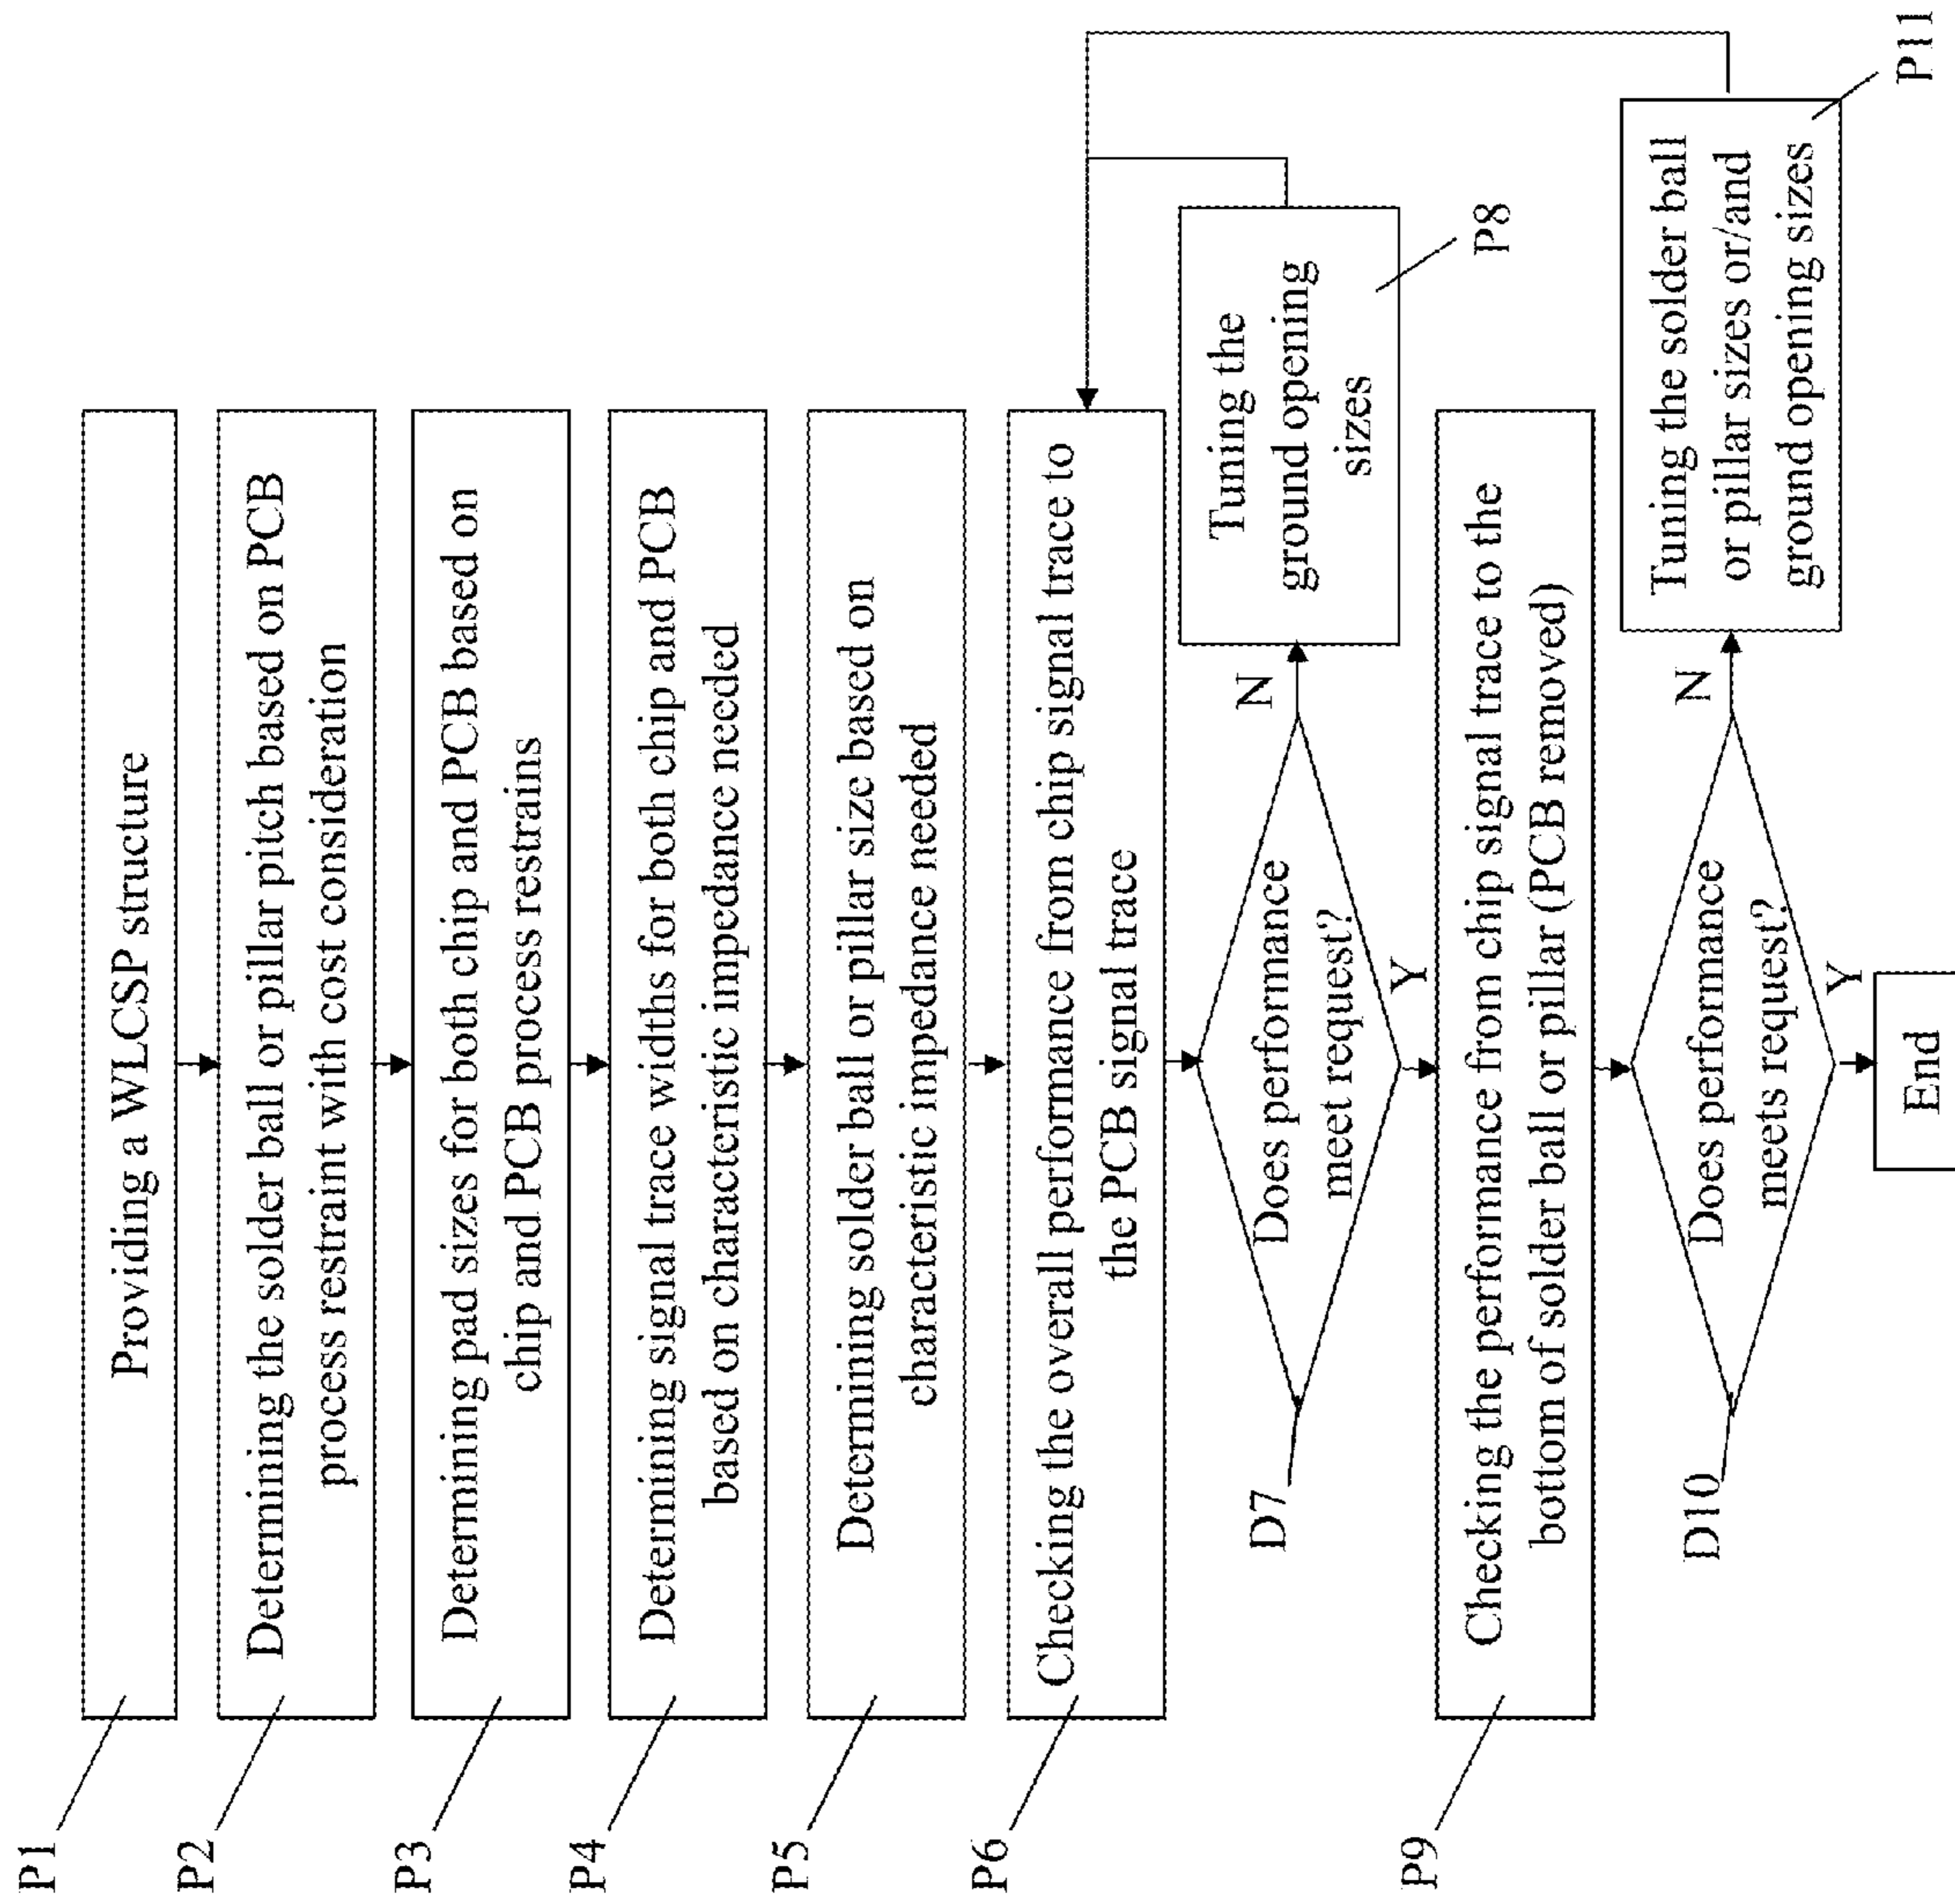 P1
Providing a WLCSP structure
P2
Determining the solder ball or pillar pitch based on PCB
process restraint with cost consideration
P3
Determining pad sizes for both chip and PCB based on
chip and PCB process restrains
P4
Determining signal trace widths for both chip and PCB
based on characteristic impedance needed
P5
Determining solder ball or pillar size based on
characteristic impedance needed
P6
Checking the overall performance from chip signal trace to
the PCB signal trace
D7
Does performance
meet request?
N
Y
Tuning the
ground opening
sizes
P8
P9
Checking the performance from chip signal trace to the
bottom of solder ball or pillar (PCB removed)
D10
Does performance
meets request?
N
Y
Tuning the solder ball
or pillar sizes or/and
ground opening sizes
P11
End